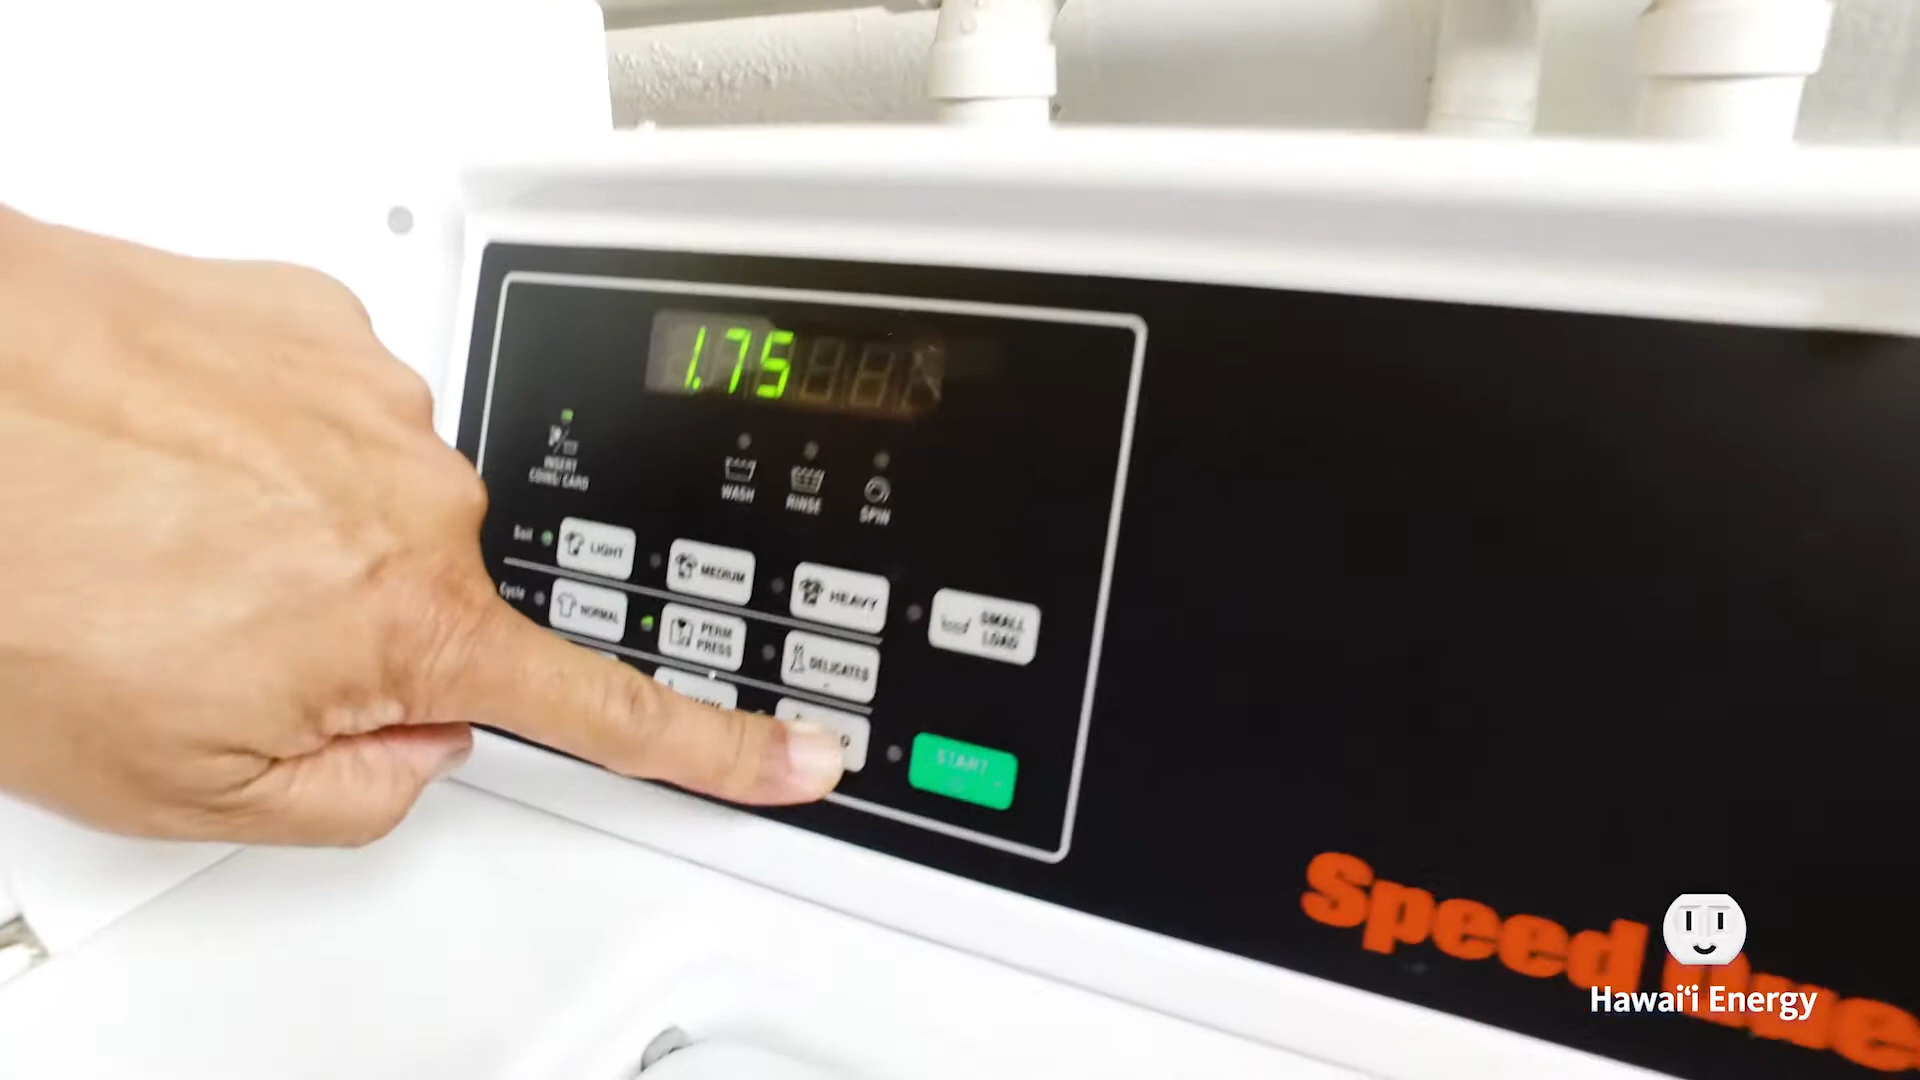 1.75
INSERT
COINS/CARD
WASH
RINSE
SPIN
Soil
LIGHT
MEDIUM
HEAVY
SMALL
LOAD
Cycle
NORMAL
PERM
PRESS
DELICATES
START
Speed
Hawai‘i Energy